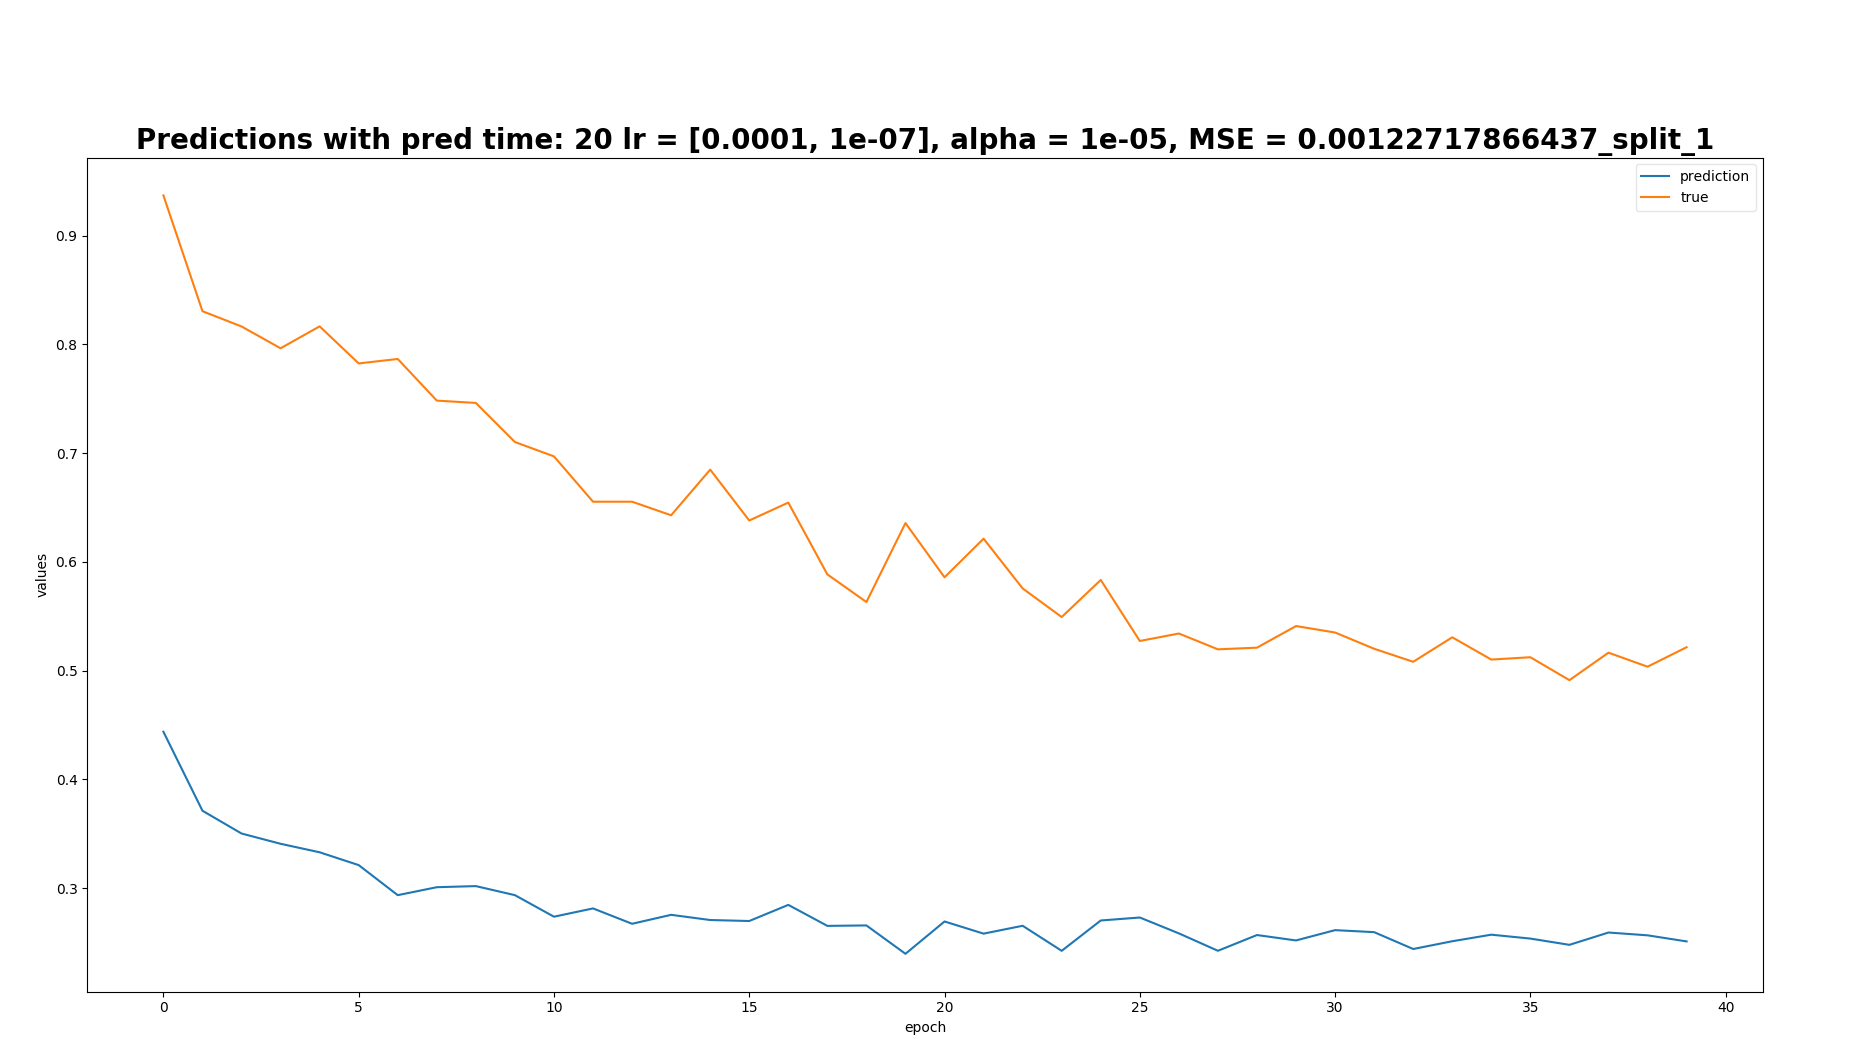 Predictions with pred time: 20 lr = [0.0001, 1e-07], alpha = 1e-05, MSE = 0.00122717866437_split_1
prediction
true
values
0.9
0.8
0.7
0.6
0.5
0.4
0.3
0 5 10 15 20 25 30 35 40
epoch